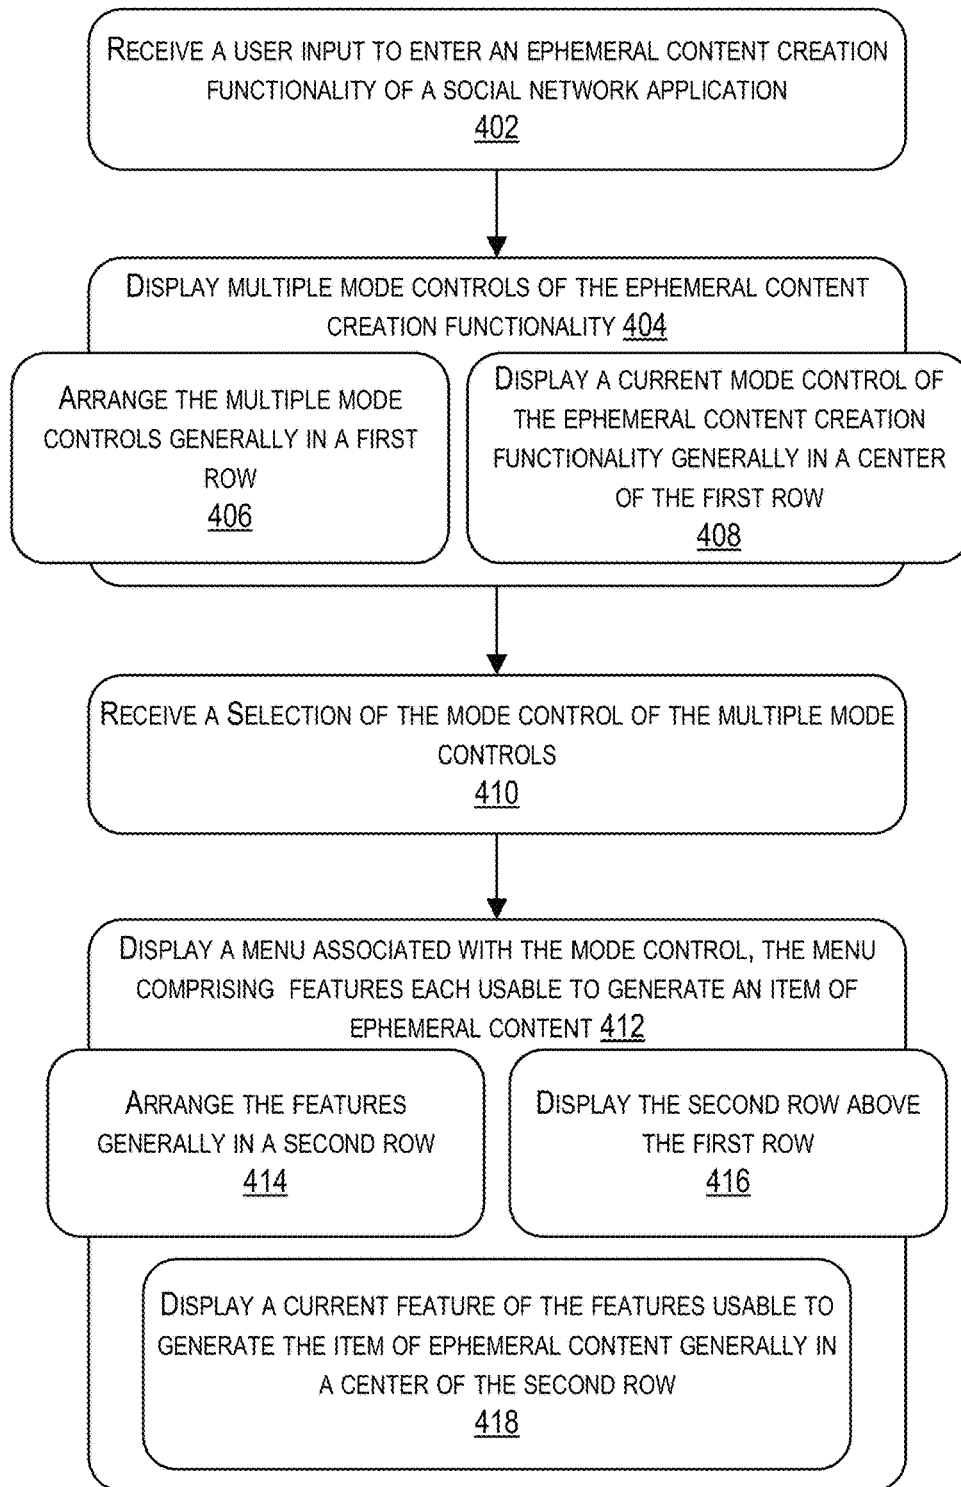 RECEIVE A USER INPUT TO ENTER AN EPHEMERAL CONTENT CREATION
FUNCTIONALITY OF A SOCIAL NETWORK APPLICATION
402
DISPLAY MULTIPLE MODE CONTROLS OF THE EPHEMERAL CONTENT
CREATION FUNCTIONALITY 404
ARRANGE THE MULTIPLE MODE
CONTROLS GENERALLY IN A FIRST
ROW
406
DISPLAY A CURRENT MODE CONTROL OF
THE EPHEMERAL CONTENT CREATION
FUNCTIONALITY GENERALLY IN A CENTER
OF THE FIRST ROW
408
RECEIVE A SELECTION OF THE MODE CONTROL OF THE MULTIPLE MODE
CONTROLS
410
DISPLAY A MENU ASSOCIATED WITH THE MODE CONTROL, THE MENU
COMPRISING FEATURES EACH USABLE TO GENERATE AN ITEM OF
EPHEMERAL CONTENT 412
ARRANGE THE FEATURES
GENERALLY IN A SECOND ROW
414
DISPLAY THE SECOND ROW ABOVE
THE FIRST ROW
416
DISPLAY A CURRENT FEATURE OF THE FEATURES USABLE TO
GENERATE THE ITEM OF EPHEMERAL CONTENT GENERALLY IN
A CENTER OF THE SECOND ROW
418